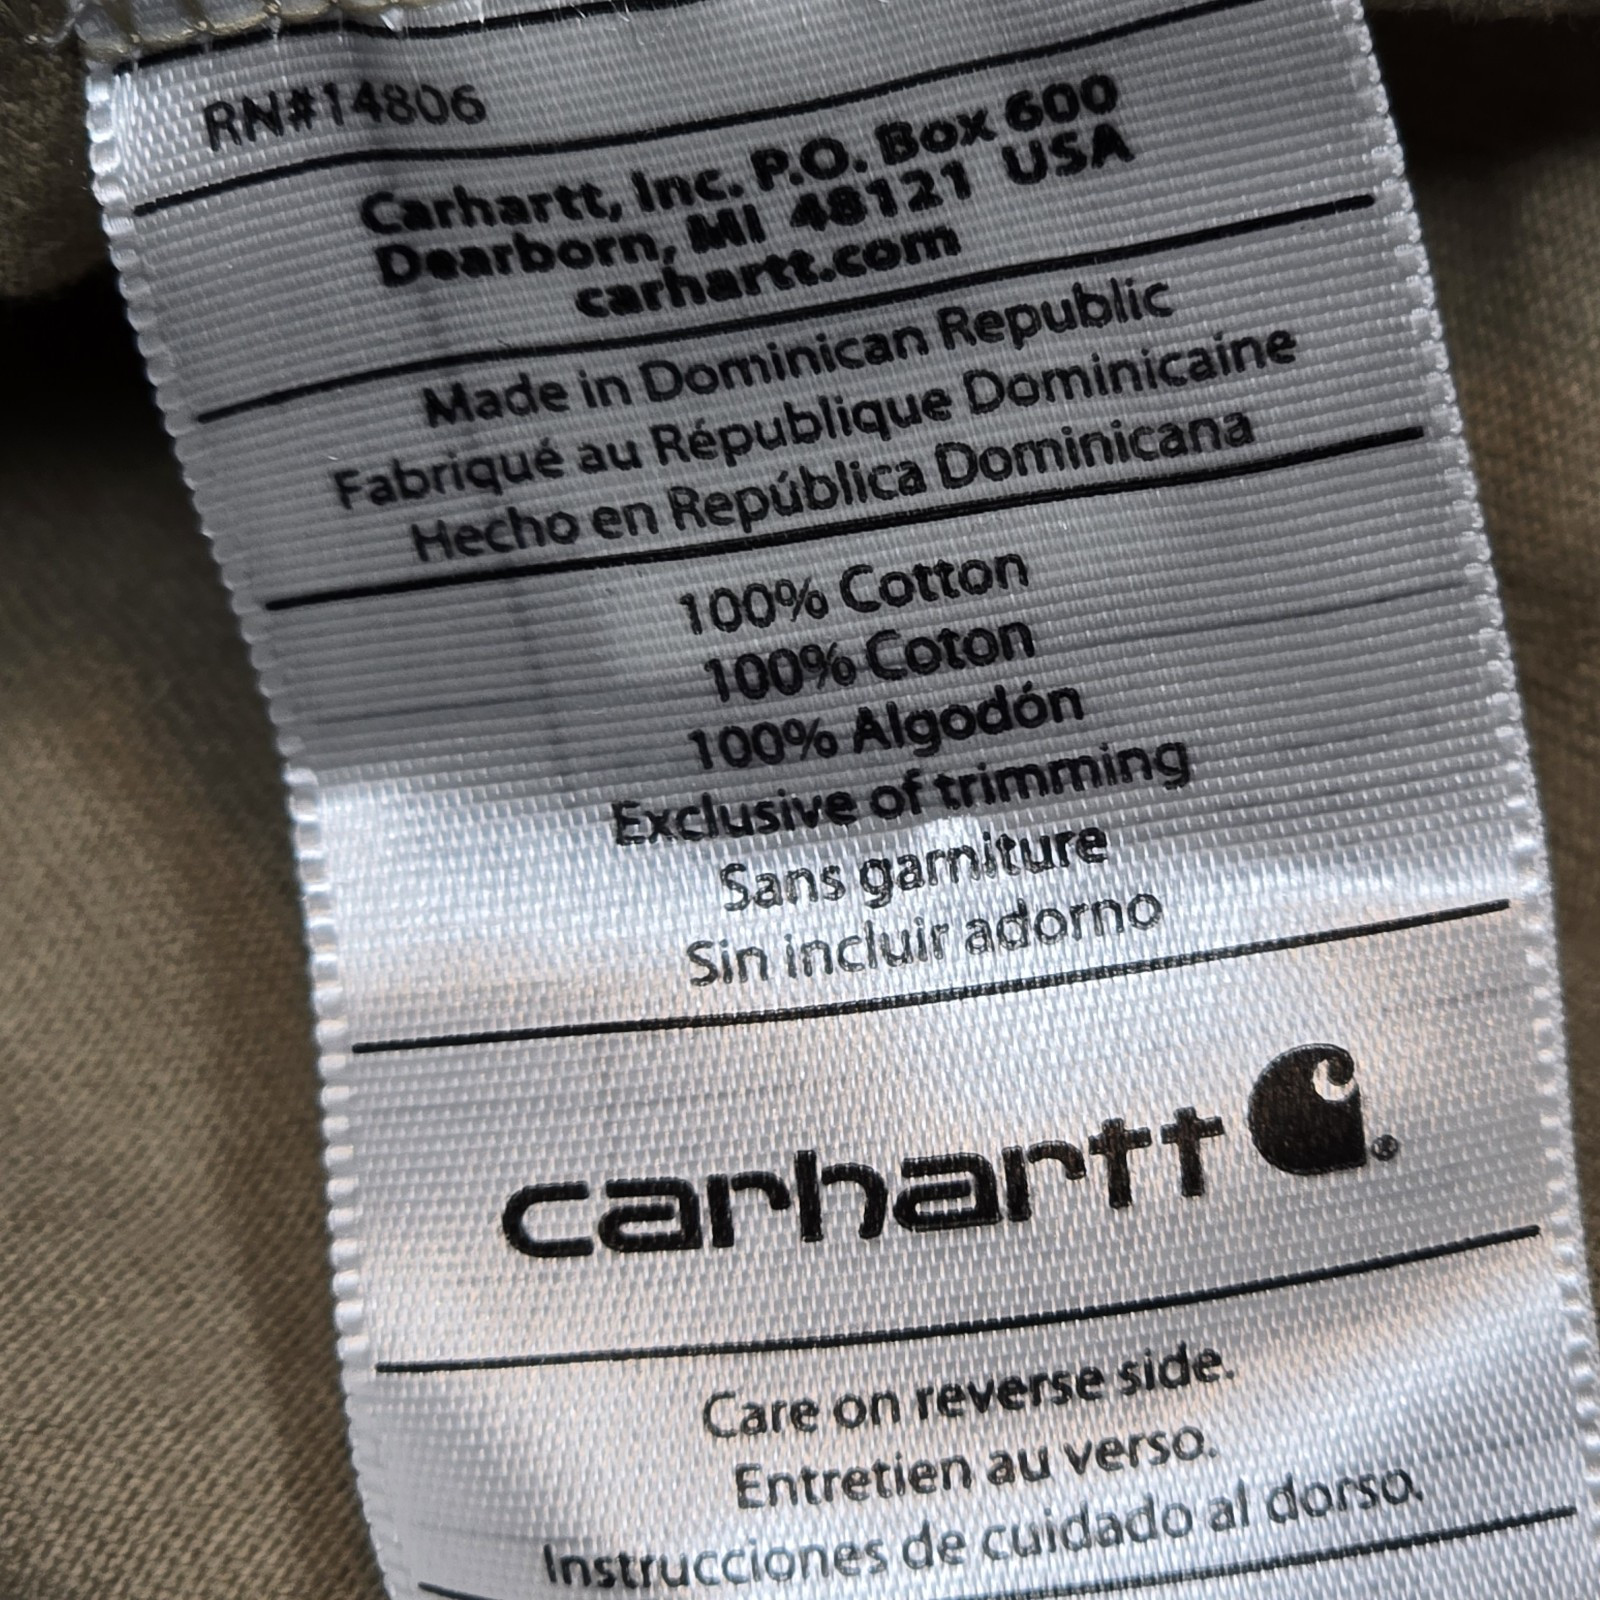 RN#14806
Carhartt, Inc. P.O. Box 600
Dearborn, MI 48121 USA
carhartt.com
Made in Dominican Republic
Fabriqué au République Dominicaine
Hecho en República Dominicana
100% Cotton
100% Coton
100% Algodón
Exclusive of trimming
Sans garniture
Sin incluir adorno
carhartt
Care on reverse side.
Entretien au verso.
Instrucciones de cuidado al dorso.